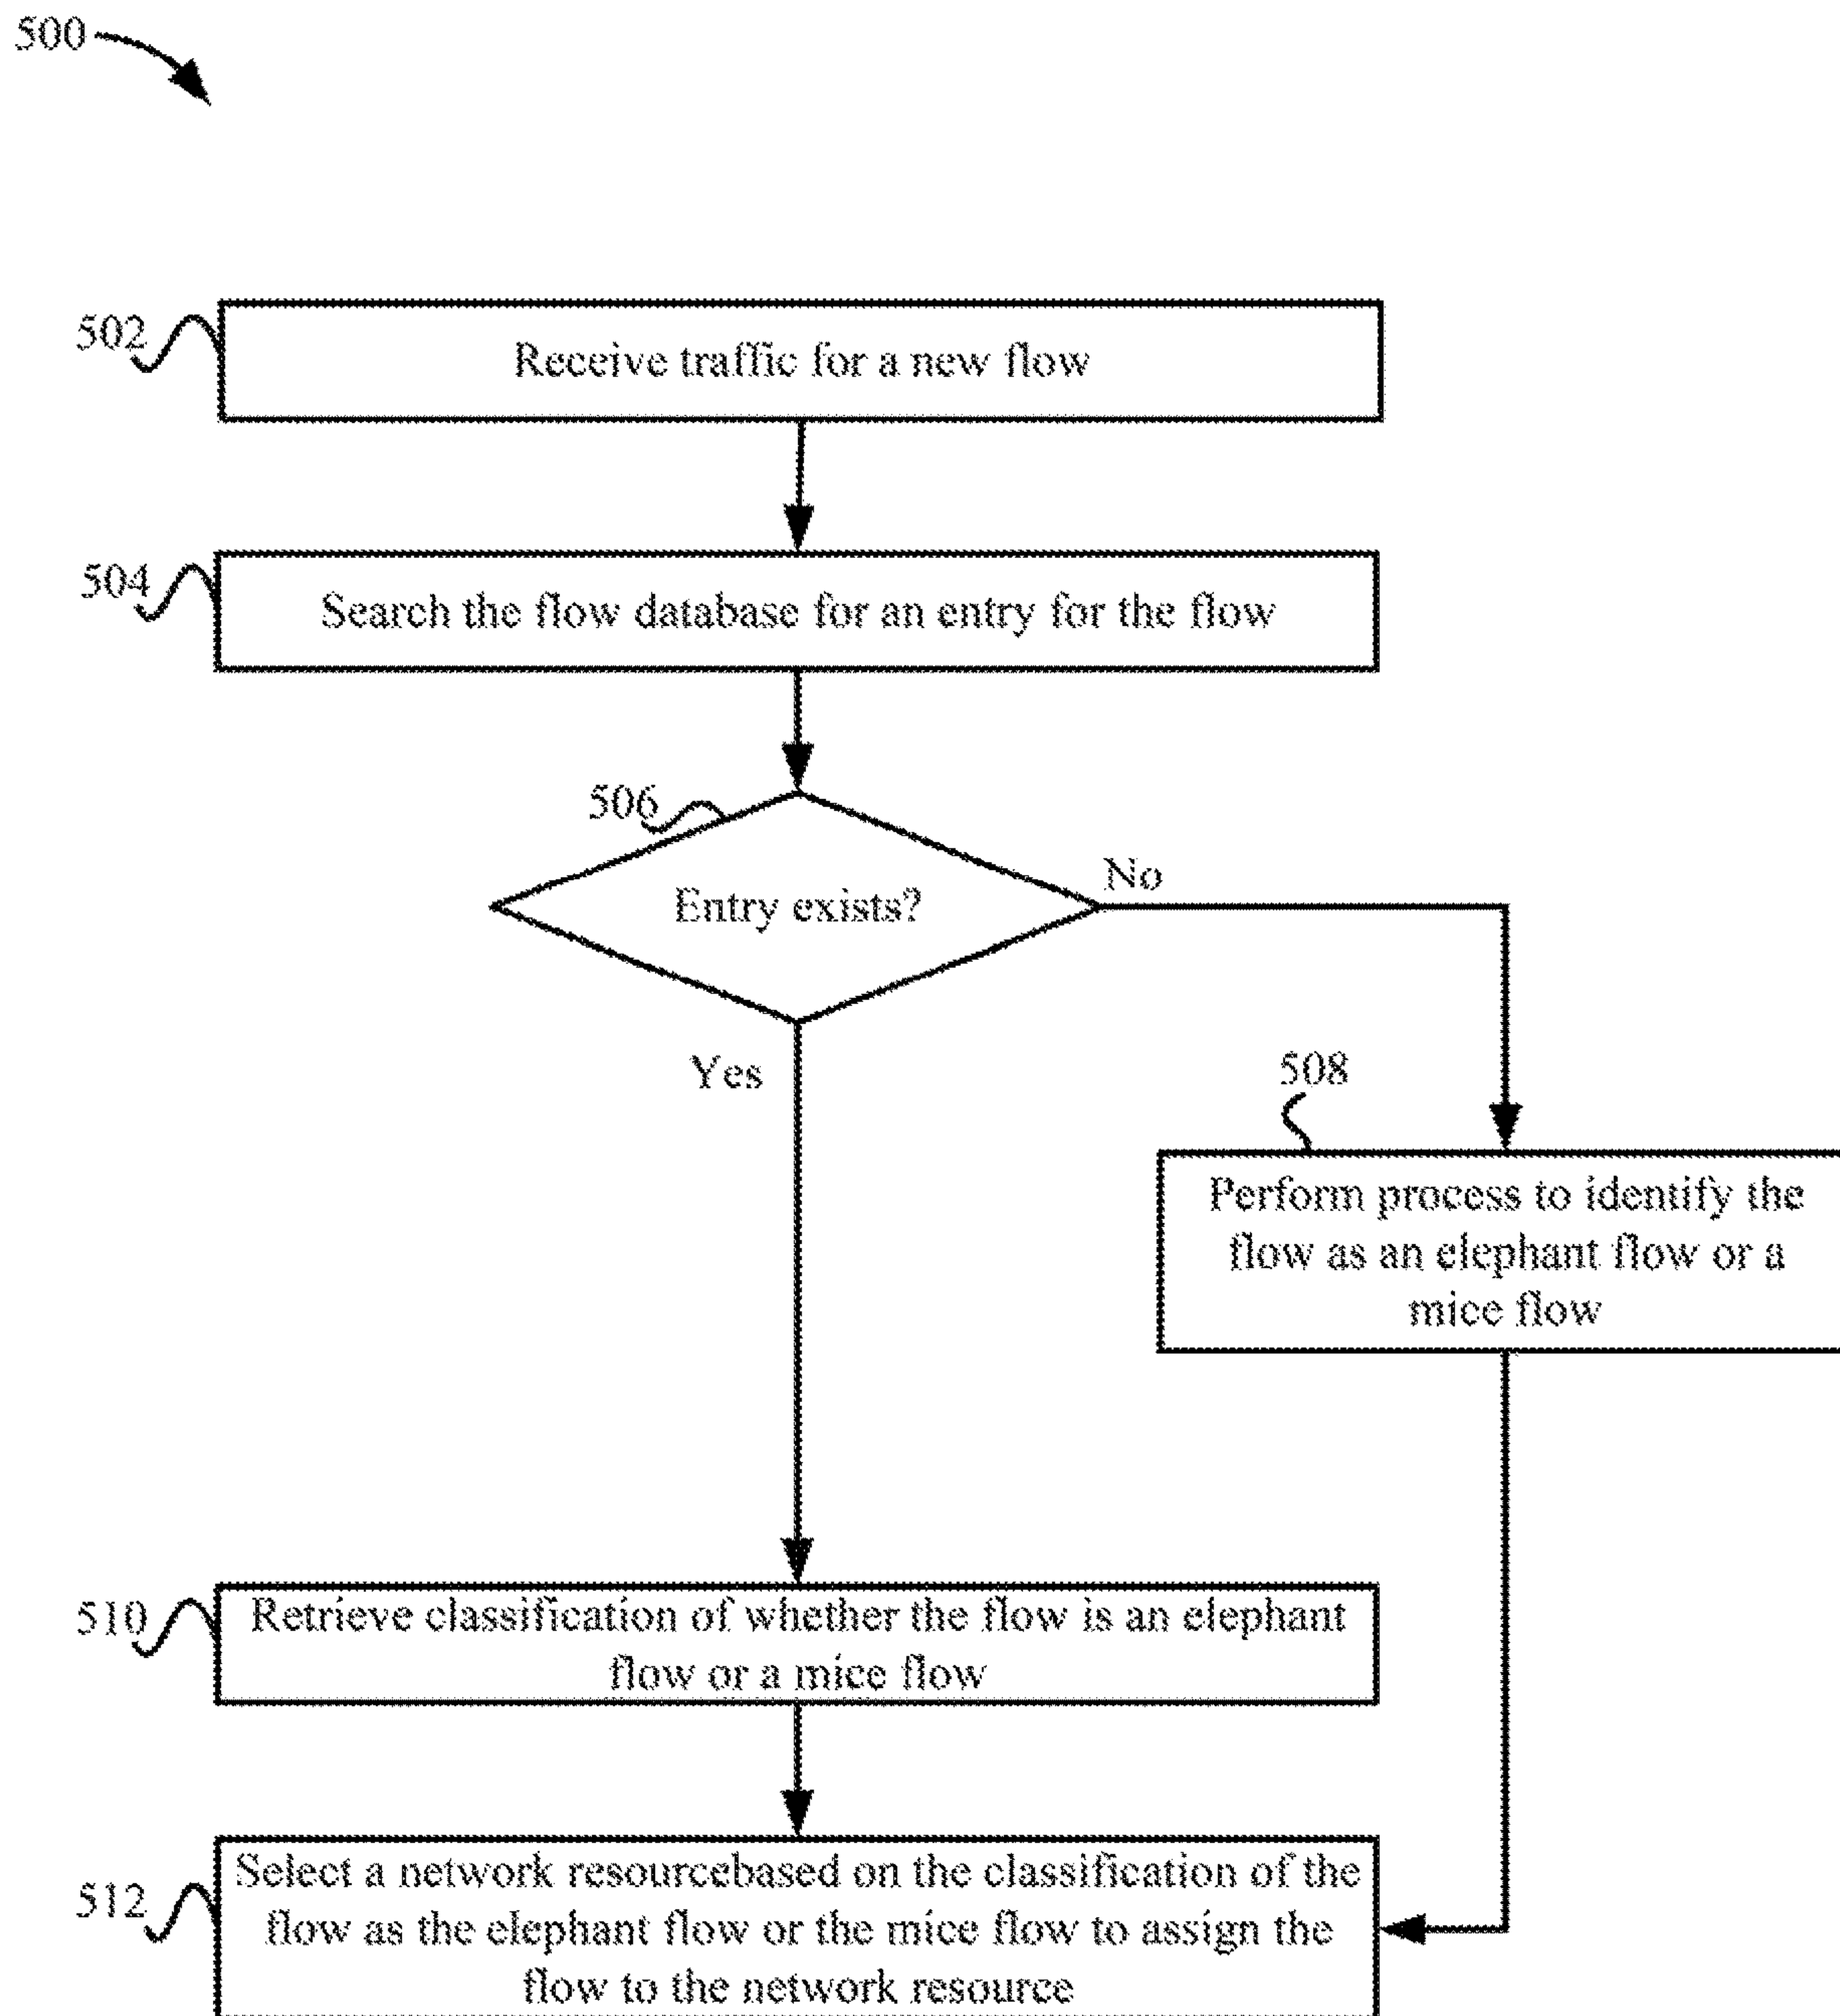 500
502
Receive traffic for a new flow
504
Search the flow database for an entry for the flow
506
Entry exists?
No
Yes
508
Perform process to identify the
flow as an elephant flow or a
mice flow
510
Retrieve classification of whether the flow is an elephant
flow or a mice flow
512
Select a network resourcebased on the classification of the
flow as the elephant flow or the mice flow to assign the
flow to the network resource